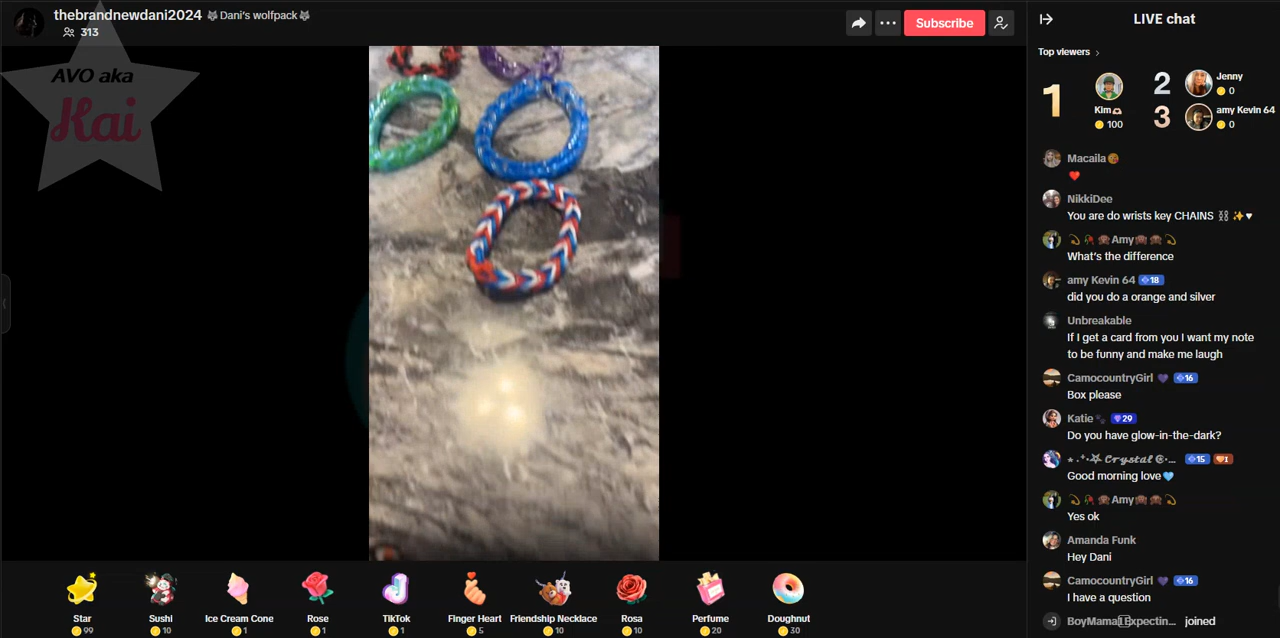 thebrandnewdani2024 🐺Dani's wolfpack🐺
313
Subscribe
AVO aka
Kai
LIVE chat
Top viewers
1
Kim
100
2
Jenny
0
3
amy Kevin 64
0
Macaila
❤️
NikkiDee
You are do wrists key CHAINS ⛓️ ✨♥
Amy
What's the difference
amy Kevin 64 18
did you do a orange and silver
Unbreakable
If I get a card from you I want my note
to be funny and make me laugh
CamocountryGirl 💜 16
Box please
Katie 🐾 29
Do you have glow-in-the-dark?
𝓒𝓻𝔂𝓼𝓽𝓪𝓵 15 1
Good morning love🩵
Amy
Yes ok
Amanda Funk
Hey Dani
CamocountryGirl 💜 16
I have a question
joined
Star
99
Sushi
10
Ice Cream Cone
1
Rose
1
TikTok
1
Finger Heart
5
Friendship Necklace
10
Rosa
10
Perfume
20
Doughnut
30